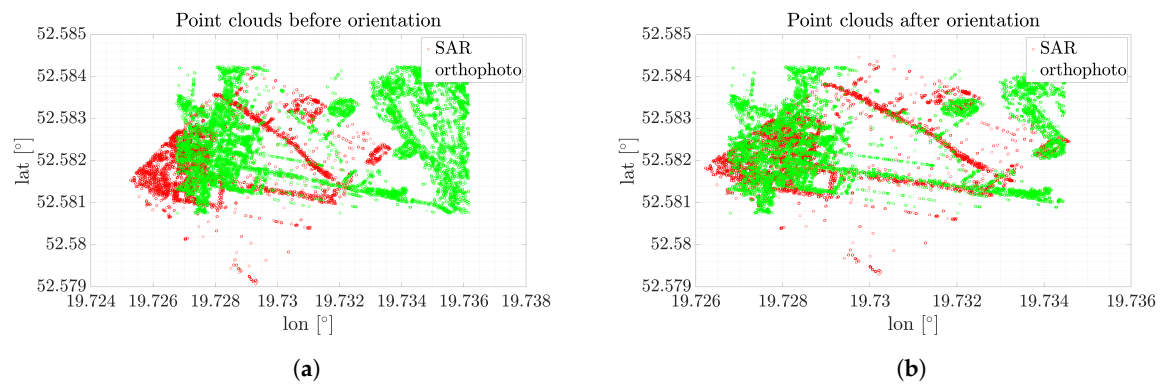 Point clouds before orientation
52.585
52.584
52.583
52.582
52.581
52.58
52.579
lat [°]
SAR
orthophoto
19.724 19.726 19.728 19.73 19.732 19.734 19.736 19.738
lon [°]
(a)
Point clouds after orientation
52.585
52.584
52.583
52.582
52.581
52.58
52.579
lat [°]
SAR
orthophoto
19.726 19.728 19.73 19.732 19.734 19.736
lon [°]
(b)